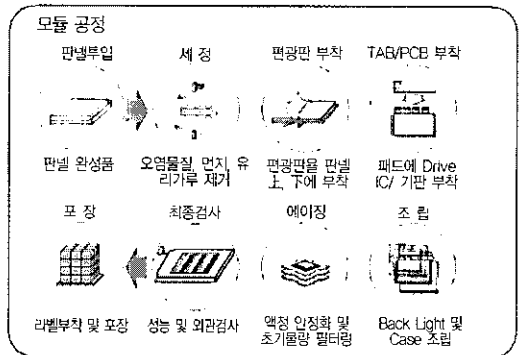 모듈 공정
판넬투입
세 정
편광판 부착
TAB/PCB 부착
판넬 완성품
오염물질, 먼지, 유
리가루 제거
편광판을 판넬
上, 下에 부착
패드에 Drive
IC/ 기판 부착
포 장
최종검사
에이징
조 립
라벨부착 및 포장
성능 및 외관검사
액정 안정화 및
초기불량 필터링
Back Light 및
Case 조립